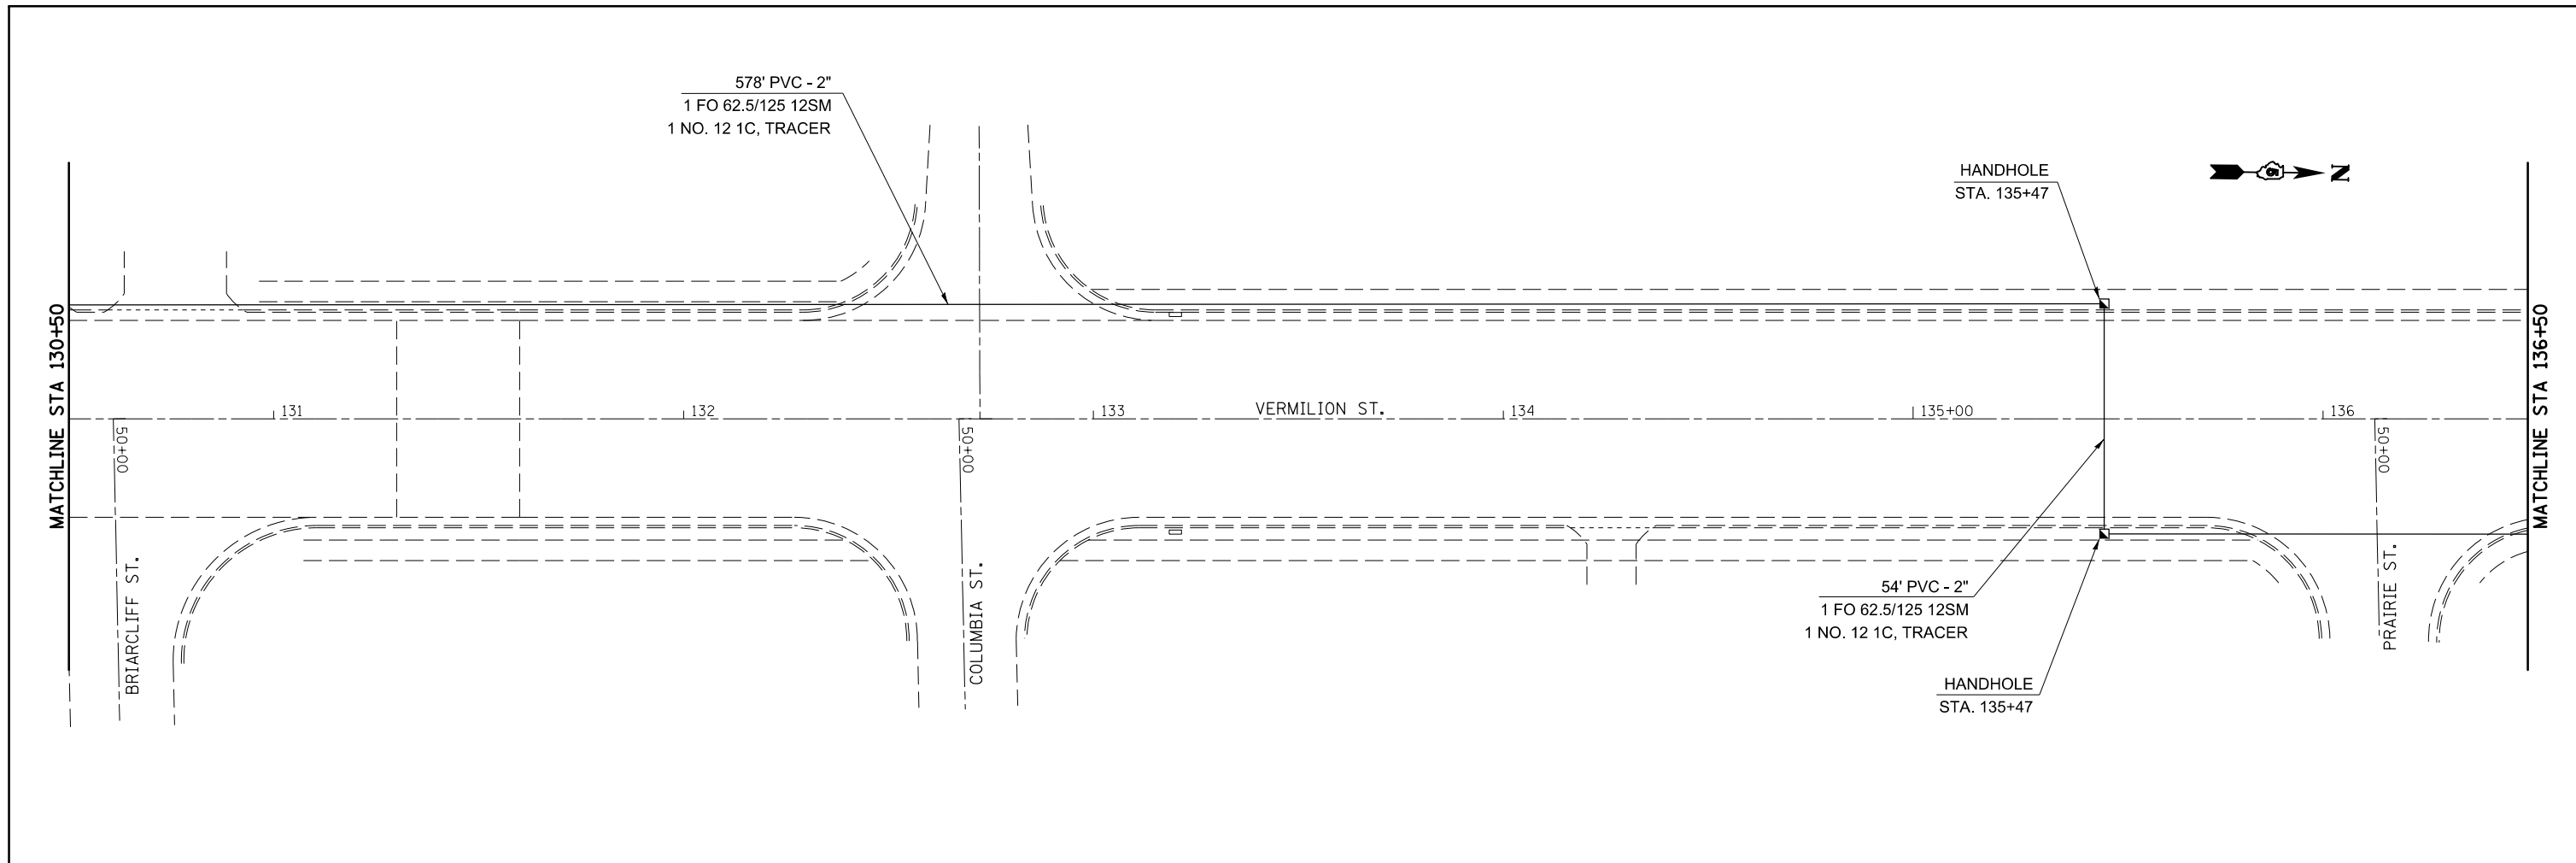 578' PVC - 2"
1 FO 62.5/125 12SM
1 NO. 12 1C, TRACER
HANDHOLE
STA. 135+47
N
MATCHLINE STA 130+50
131
132
133
VERMILION ST.
134
135+00
136
MATCHLINE STA 136+50
50+00
50+00
50+00
BRIARCLIFF ST.
COLUMBIA ST.
PRAIRIE ST.
54' PVC - 2"
1 FO 62.5/125 12SM
1 NO. 12 1C, TRACER
HANDHOLE
STA. 135+47